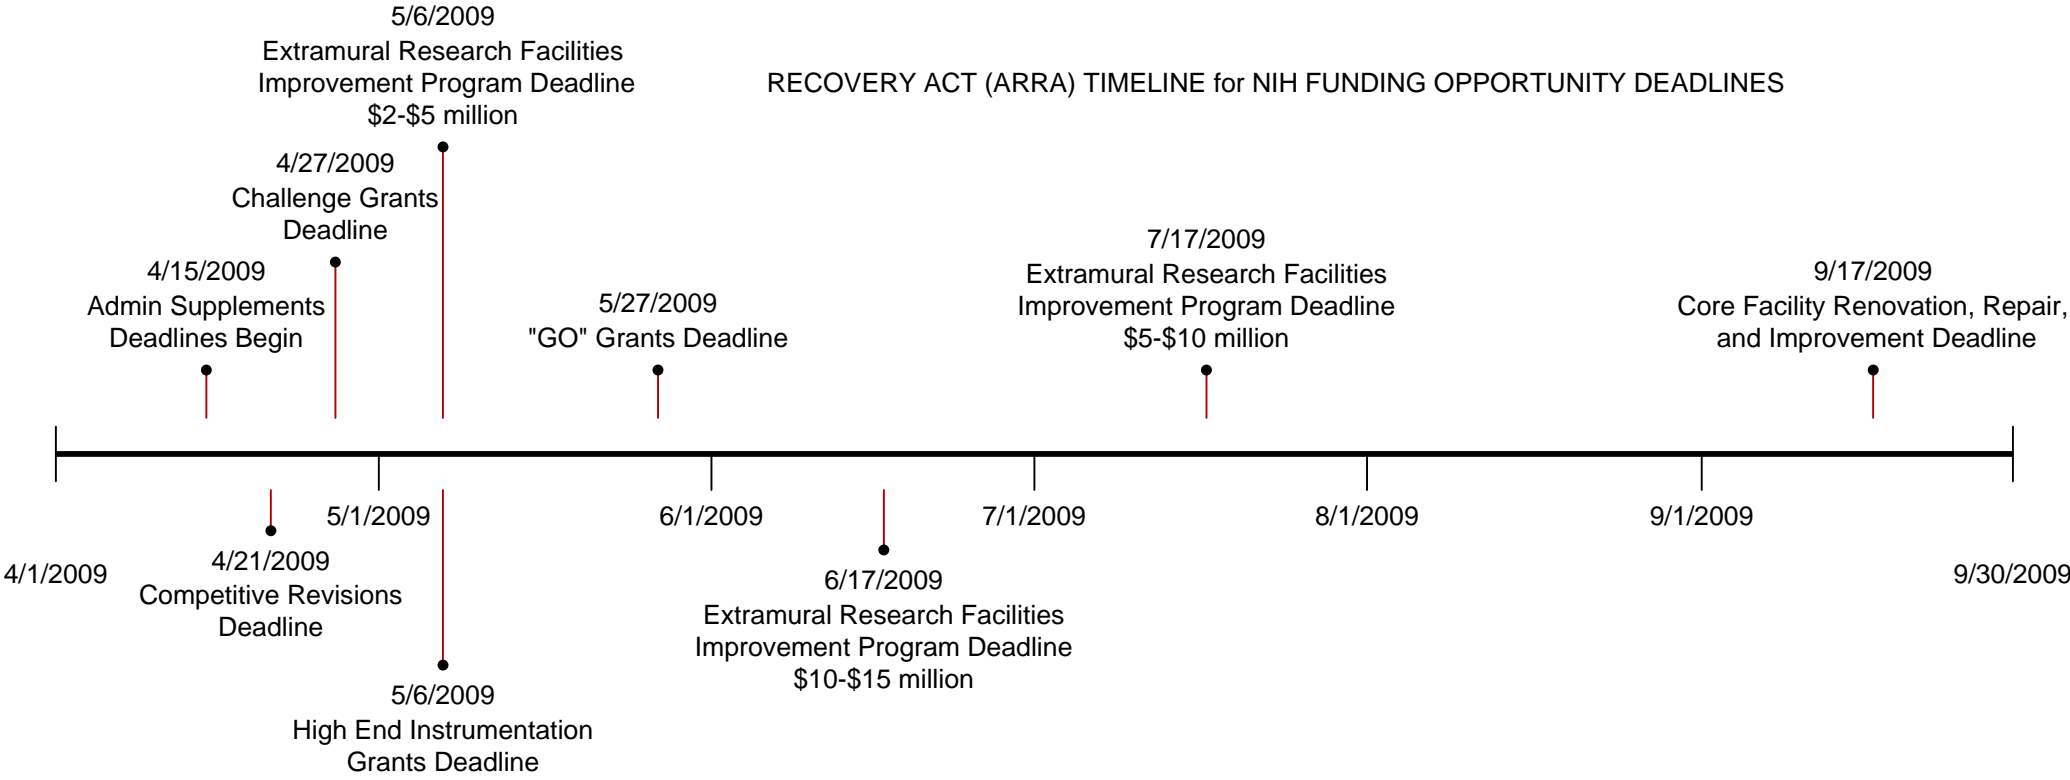 5/6/2009
Extramural Research Facilities
Improvement Program Deadline
$2-$5 million
RECOVERY ACT (ARRA) TIMELINE for NIH FUNDING OPPORTUNITY DEADLINES
4/27/2009
Challenge Grants
Deadline
4/15/2009
Admin Supplements
Deadlines Begin
5/27/2009
"GO" Grants Deadline
7/17/2009
Extramural Research Facilities
Improvement Program Deadline
$5-$10 million
9/17/2009
Core Facility Renovation, Repair,
and Improvement Deadline
5/1/2009
6/1/2009
7/1/2009
8/1/2009
9/1/2009
4/1/2009
9/30/2009
4/21/2009
Competitive Revisions
Deadline
6/17/2009
Extramural Research Facilities
Improvement Program Deadline
$10-$15 million
5/6/2009
High End Instrumentation
Grants Deadline